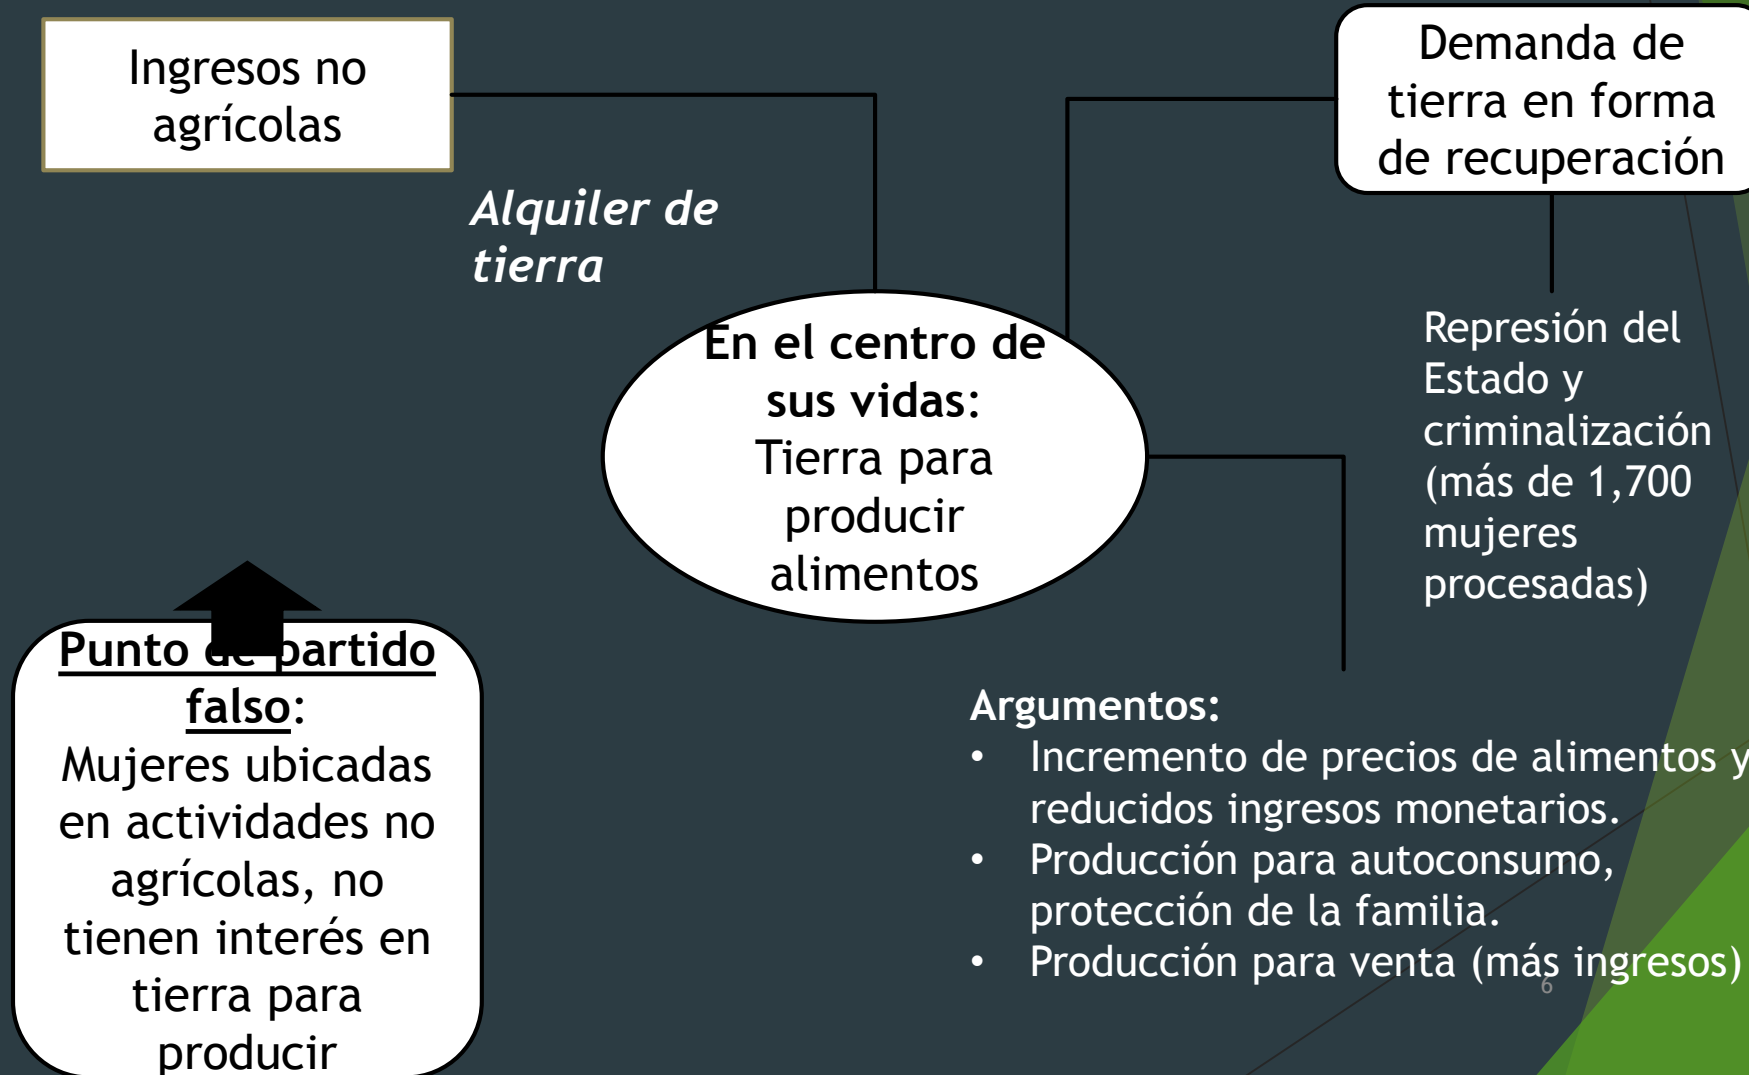 Ingresos no
agrícolas
Demanda de
tierra en forma
de recuperación
Alquiler de
tierra
En el centro de
sus vidas:
Tierra para
producir
alimentos
Represión del
Estado y
criminalización
(más de 1,700
mujeres
procesadas)
Punto de partido
falso:
Mujeres ubicadas
en actividades no
agrícolas, no
tienen interés en
tierra para
producir
Argumentos:
• Incremento de precios de alimentos y
reducidos ingresos monetarios.
• Producción para autoconsumo,
protección de la familia.
• Producción para venta (más ingresos)
6